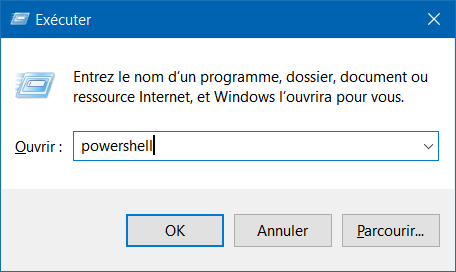 Exécuter
Entrez le nom d’un programme, dossier, document ou
ressource Internet, et Windows l’ouvrira pour vous.
Ouvrir : powershell
OK Annuler Parcourir...